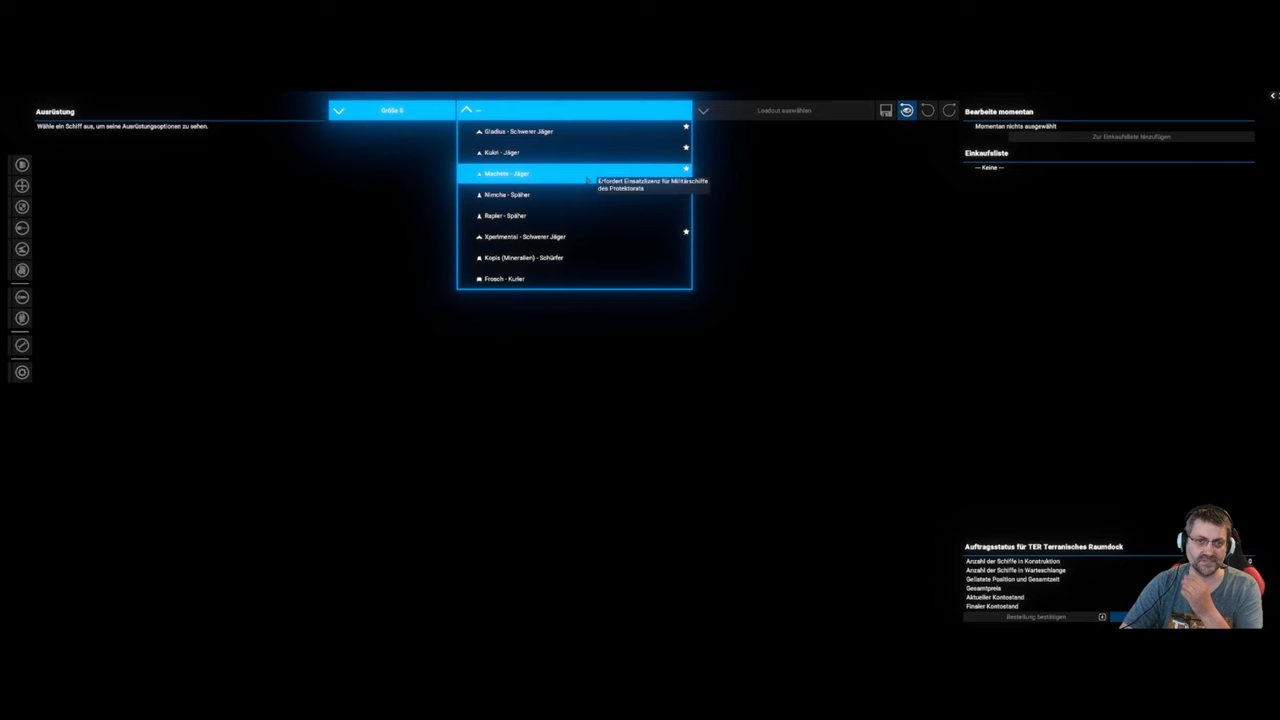 Ausrüstung
Wähle ein Schiff aus, um seine Ausrüstungsoptionen zu sehen.
Größe S
--
Gladius - Schwerer Jäger
Kukri - Jäger
Machete - Jäger
Erfordert Einsatzlizenz für Militärschiffe
des Protektorats
Nimcha - Späher
Rapier - Späher
Xperimental - Schwerer Jäger
Kopis (Mineralien) - Schürfer
Frosch - Kurier
Loadout auswählen
Bearbeite momentan
Momentan nichts ausgewählt
Zur Einkaufsliste hinzufügen
Einkaufsliste
— Keine —
Auftragsstatus für TER Terranisches Raumdock
Anzahl der Schiffe in Konstruktion
0
Anzahl der Schiffe in Warteschlange
Gelistete Position und Gesamtzeit
Gesamtpreis
Aktueller Kontostand
Finaler Kontostand
Bestellung bestätigen